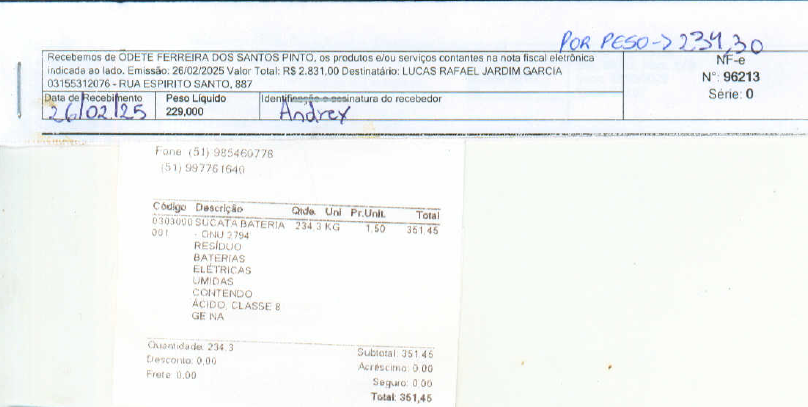 POR PESO-> 234,30
Recebemos de ODETE FERREIRA DOS SANTOS PINTO, os produtos e/ou serviços contantes na nota fiscal eletrônica
indicada ao lado. Emissão: 26/02/2025 Valor Total: R$ 2.831,00 Destinatário: LUCAS RAFAEL JARDIM GARCIA
03155312076 - RUA ESPIRITO SANTO, 887
NF-e
Nº: 96213
Série: 0
Data de Recebimento Peso Líquido Identificação e assinatura do recebedor
26/02/25 229,000 Andrex
Fone (51) 985460778
(51) 997761640
Código Descrição Qtde. Uni Pr.Unit. Total
0303000 SUCATA BATERIA 234,3 KG 1,50 351,45
001 - ONU 2794
RESÍDUO
BATERIAS
ELÉTRICAS
ÚMIDAS
CONTENDO
ÁCIDO, CLASSE 8
GE NA
Quantidade: 234,3 Subtotal: 351,45
Desconto: 0,00 Acréscimo: 0,00
Frete: 0,00 Seguro: 0,00
Total: 351,45